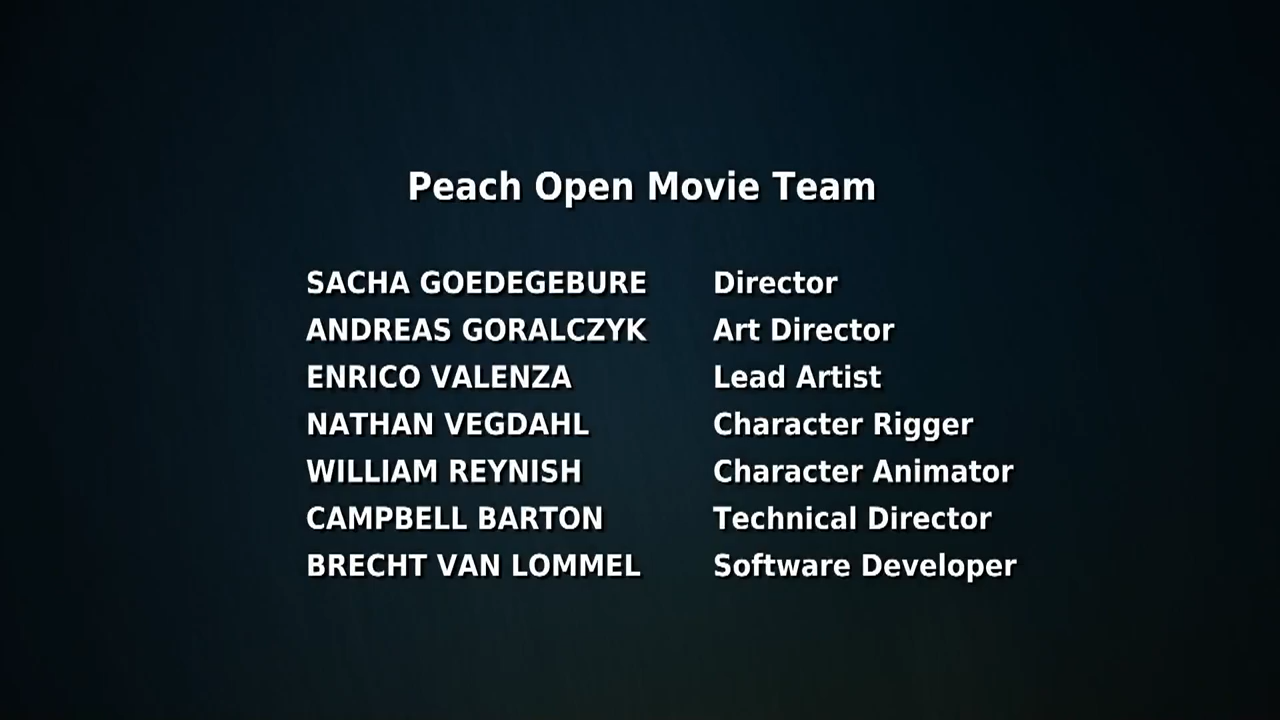 Peach Open Movie Team
SACHA GOEDEGEBURE Director
ANDREAS GORALCZYK Art Director
ENRICO VALENZA Lead Artist
NATHAN VEGDAHL Character Rigger
WILLIAM REYNISH Character Animator
CAMPBELL BARTON Technical Director
BRECHT VAN LOMMEL Software Developer